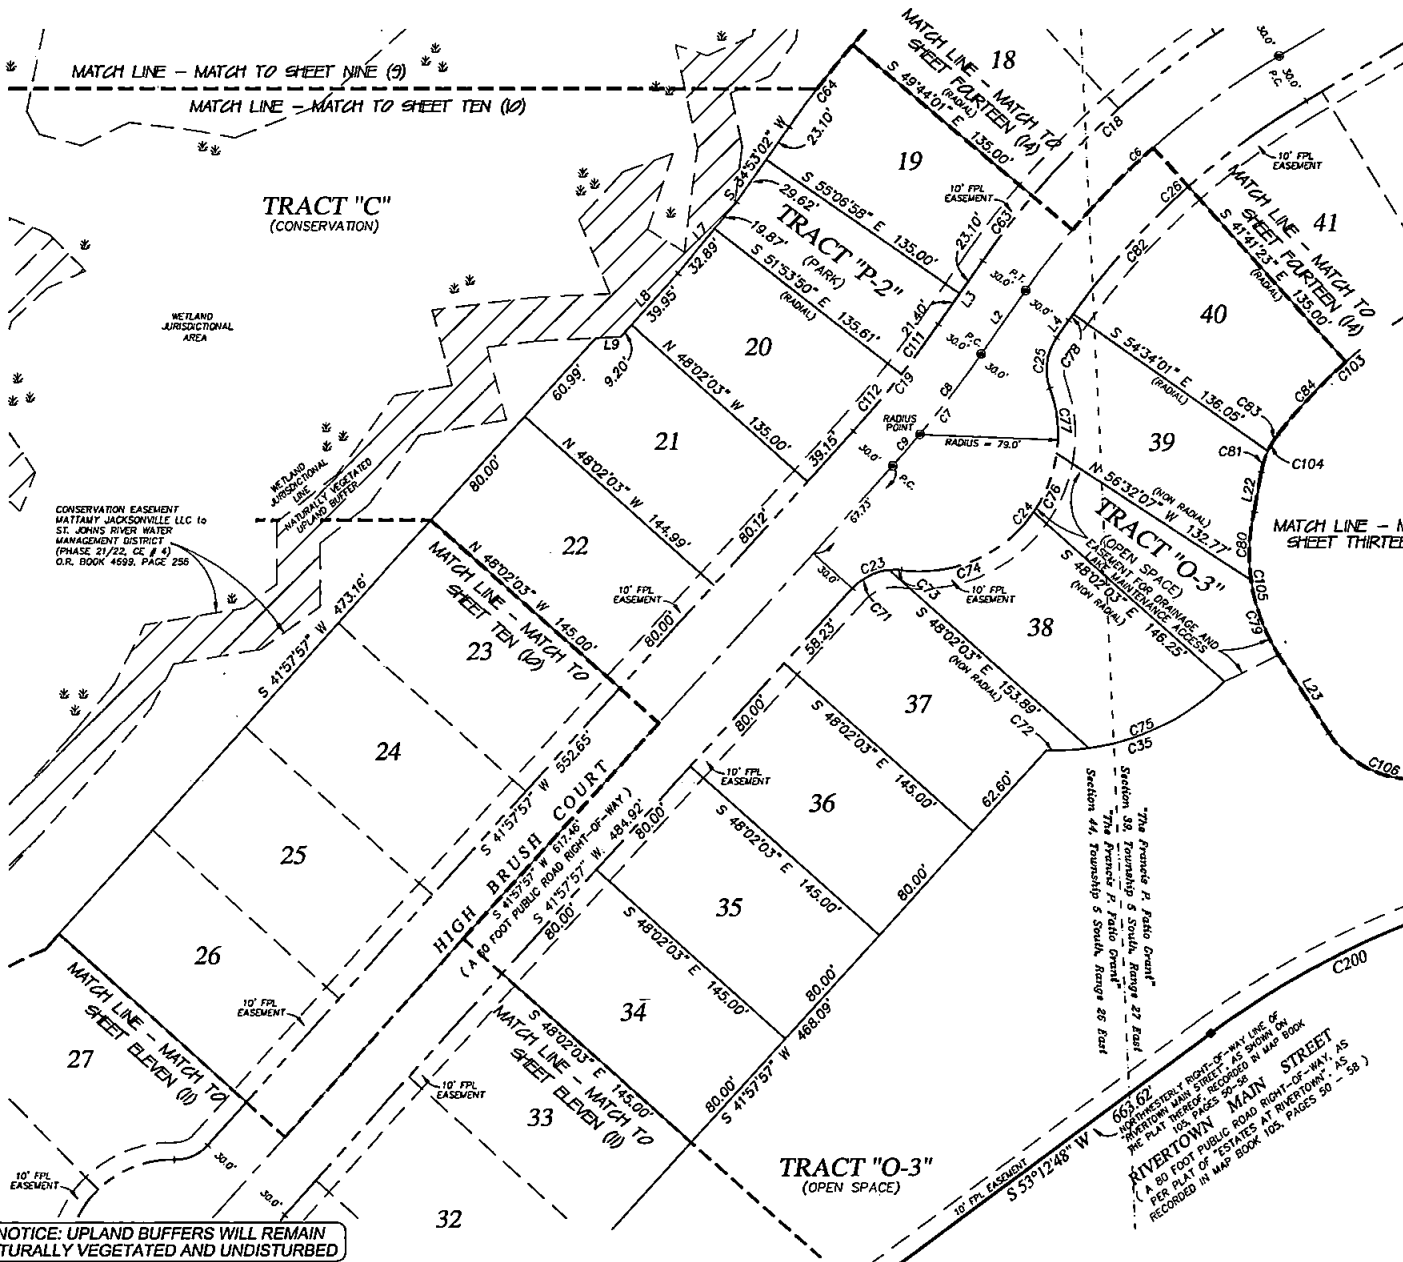 MATCH LINE - MATCH TO SHEET NINE (9)
MATCH LINE - MATCH TO SHEET TEN (10)
TRACT "C"
(CONSERVATION)
WETLAND
JURISDICTIONAL
AREA
WETLAND
JURISDICTIONAL
LINE
NATURALLY VEGETATED
UPLAND BUFFER
CONSERVATION EASEMENT
MATTAMY JACKSONVILLE LLC to
ST. JOHNS RIVER WATER
MANAGEMENT DISTRICT
(PHASE 21/22, CE # 4)
O.R. BOOK 4699, PAGE 256
C64
23.10'
S 34°53'02" W
29.62'
19.87'
L7
32.89'
L8
39.95'
L9
9.20'
60.99'
80.00'
S 41°57'57" W 473.16'
MATCH LINE - MATCH TO
SHEET FOURTEEN (14)
S 49°44'01" E 135.00'
(RADIAL)
18
19
S 55°06'58" E 135.00'
TRACT "P-2"
(PARK)
S 51°53'50" E 135.61'
(RADIAL)
20
N 48°02'03" W 135.00'
21
N 48°02'03" W 144.99'
22
N 48°02'03" W 145.00'
MATCH LINE - MATCH TO
SHEET TEN (10)
23
24
25
26
27
MATCH LINE - MATCH TO
SHEET ELEVEN (11)
10' FPL
EASEMENT
10' FPL
EASEMENT
10' FPL
EASEMENT
10' FPL
EASEMENT
C63
23.10'
L3
21.40'
C111
C19
C112
39.15'
80.12'
80.00'
S 41°57'57" W 552.65'
HIGH BRUSH COURT
S 41°57'57" W 617.46'
( A 60 FOOT PUBLIC ROAD RIGHT-OF-WAY )
S 41°57'57" W 484.92'
80.00'
80.00'
80.00'
58.23'
30.0'
P.C.
30.0'
C18
C6
30.0'
P.T.
30.0'
L2
P.C.
30.0'
30.0'
C8
C7
C9
RADIUS
POINT
RADIUS = 79.0'
30.0'
P.C.
67.75'
30.0'
30.0'
30.0'
C26
C82
L4
C78
C25
C77
C76
C24
C74
C23
C73
C71
10' FPL
EASEMENT
MATCH LINE - MATCH TO
SHEET FOURTEEN (14)
S 41°41'23" E 135.00'
(RADIAL)
41
40
S 54°34'01" E 136.05'
(RADIAL)
C103
C84
C83
C81
C104
39
N 56°32'07" W 132.77'
(NON RADIAL)
TRACT "O-3"
(OPEN SPACE)
EASEMENT FOR DRAINAGE AND
LAKE MAINTENANCE ACCESS
S 48°02'03" E 146.25'
(NON RADIAL)
L22
C80
C105
C79
L23
C106
MATCH LINE - M
SHEET THIRTEE
10' FPL
EASEMENT
38
S 48°02'03" E 153.89'
(NON RADIAL)
37
C72
C75
C35
S 48°02'03" E 145.00'
62.60'
36
10' FPL
EASEMENT
S 48°02'03" E 145.00'
80.00'
35
S 48°02'03" E 145.00'
80.00'
34
S 41°57'57" W 468.09'
80.00'
S 48°02'03" E 145.00'
MATCH LINE - MATCH TO
SHEET ELEVEN (11)
10' FPL
EASEMENT
33
32
"The Francis P. Fatio Grant"
Section 39, Township 5 South, Range 27 East
"The Francis P. Fatio Grant"
Section 44, Township 5 South, Range 26 East
TRACT "O-3"
(OPEN SPACE)
C200
10' FPL EASEMENT
S 53°12'48" W 663.62'
NORTHWESTERLY RIGHT-OF-WAY LINE OF
"RIVERTOWN MAIN STREET", AS SHOWN ON
THE PLAT THEREOF, RECORDED IN MAP BOOK
105, PAGES 50-58
RIVERTOWN MAIN STREET
( A 80 FOOT PUBLIC ROAD RIGHT-OF-WAY, AS
PER PLAT OF "ESTATES AT RIVERTOWN", AS
RECORDED IN MAP BOOK 105, PAGES 50 - 58 )
NOTICE: UPLAND BUFFERS WILL REMAIN
TURALLY VEGETATED AND UNDISTURBED